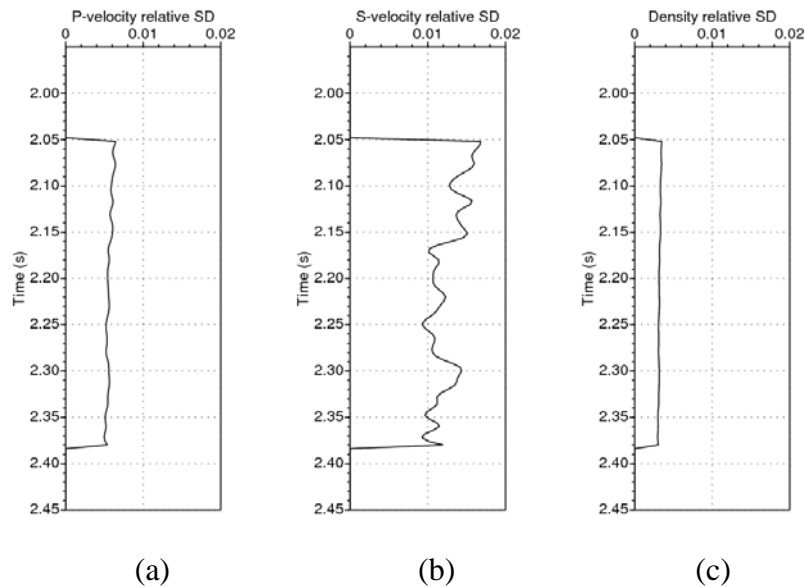 P-velocity relative SD
0 0.01 0.02
Time (s)
2.00
2.05
2.10
2.15
2.20
2.25
2.30
2.35
2.40
2.45
(a)
S-velocity relative SD
0 0.01 0.02
Time (s)
2.00
2.05
2.10
2.15
2.20
2.25
2.30
2.35
2.40
2.45
(b)
Density relative SD
0 0.01 0.02
Time (s)
2.00
2.05
2.10
2.15
2.20
2.25
2.30
2.35
2.40
2.45
(c)